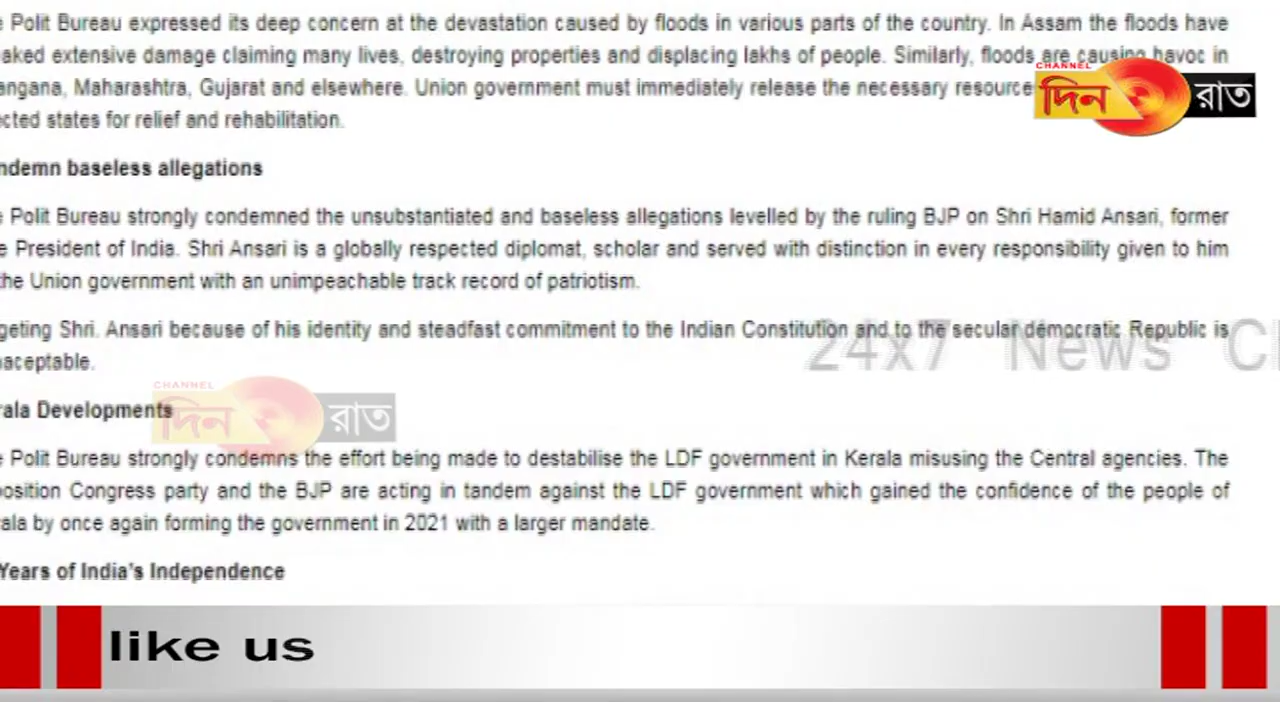 e Polit Bureau expressed its deep concern at the devastation caused by floods in various parts of the country. In Assam the floods have
aked extensive damage claiming many lives, destroying properties and displacing lakhs of people. Similarly, floods are causing havoc in
angana, Maharashtra, Gujarat and elsewhere. Union government must immediately release the necessary resource
CHANNEL
দিন রাত
cted states for relief and rehabilitation.
ndemn baseless allegations
e Polit Bureau strongly condemned the unsubstantiated and baseless allegations levelled by the ruling BJP on Shri Hamid Ansari, former
e President of India. Shri Ansari is a globally respected diplomat, scholar and served with distinction in every responsibility given to him
the Union government with an unimpeachable track record of patriotism.
geting Shri. Ansari because of his identity and steadfast commitment to the Indian Constitution and to the secular democratic Republic is
aceptable.
24x7 News Ch
CHANNEL
দিন রাত
rala Developments
e Polit Bureau strongly condemns the effort being made to destabilise the LDF government in Kerala misusing the Central agencies. The
position Congress party and the BJP are acting in tandem against the LDF government which gained the confidence of the people of
ala by once again forming the government in 2021 with a larger mandate.
Years of India's Independence
like us